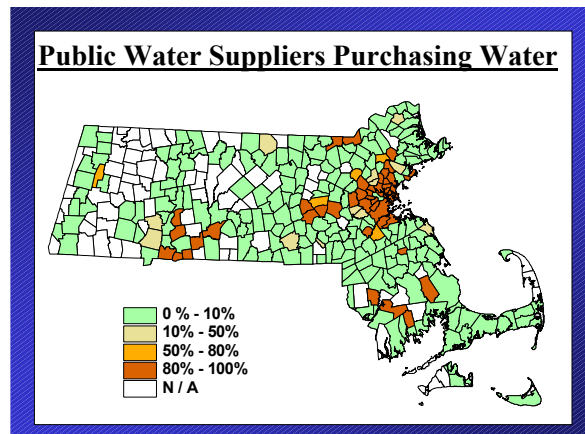 Public Water Suppliers Purchasing Water
0 % - 10%
10% - 50%
50% - 80%
80% - 100%
N / A